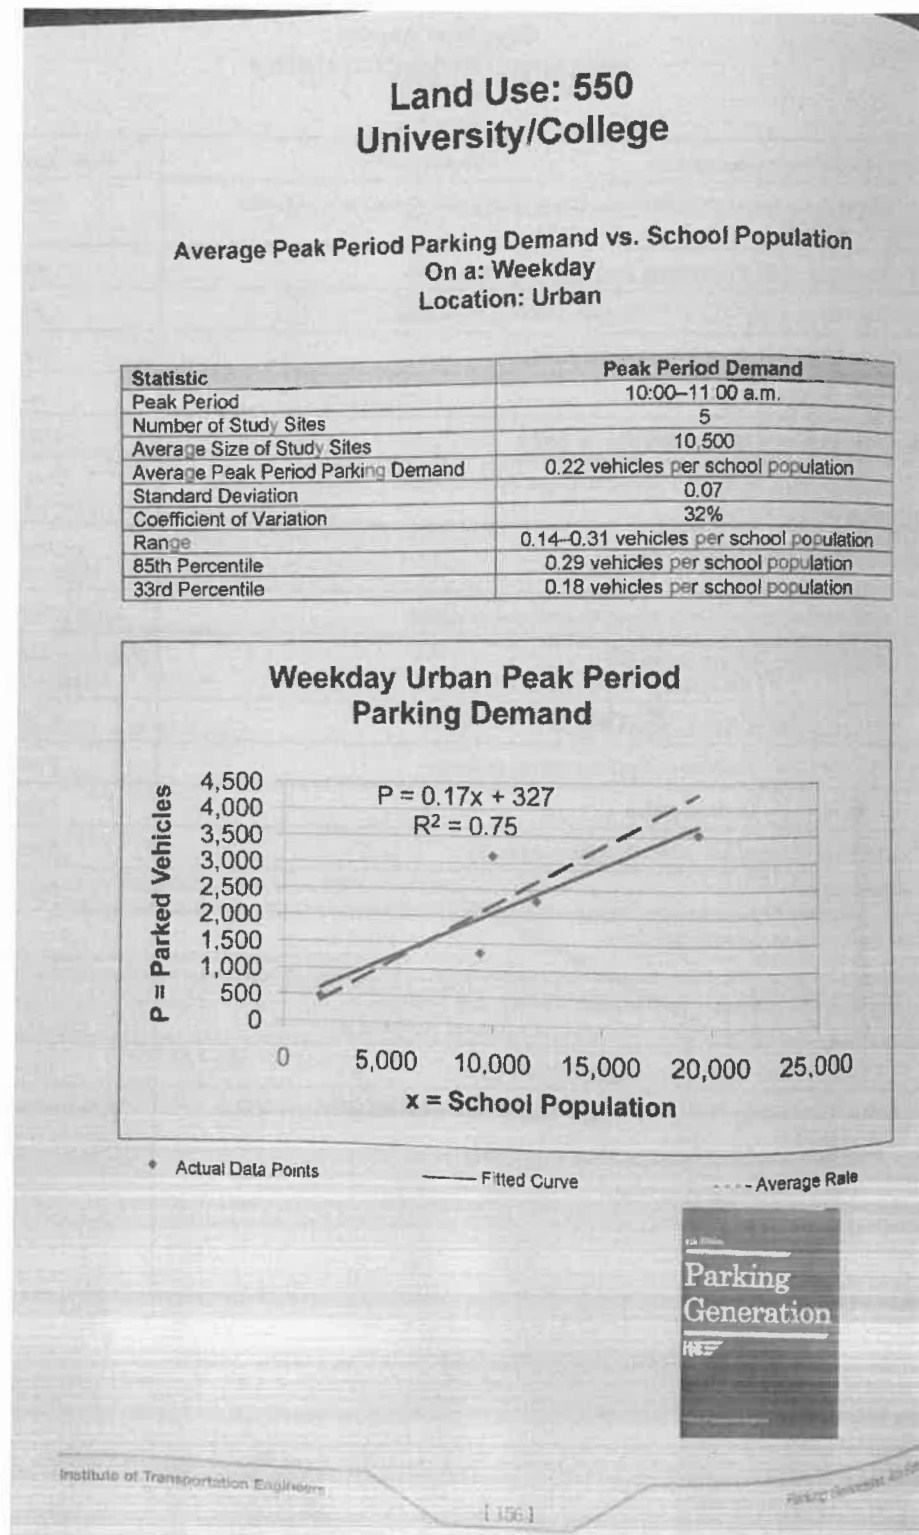 Land Use: 550
University/College
Average Peak Period Parking Demand vs. School Population
On a: Weekday
Location: Urban
Statistic Peak Period Demand
Peak Period 10:00–11 00 a.m.
Number of Study Sites 5
Average Size of Study Sites 10,500
Average Peak Period Parking Demand 0.22 vehicles per school population
Standard Deviation 0.07
Coefficient of Variation 32%
Range 0.14–0.31 vehicles per school population
85th Percentile 0.29 vehicles per school population
33rd Percentile 0.18 vehicles per school population
Weekday Urban Peak Period
Parking Demand
P = Parked Vehicles
4,500
4,000
3,500
3,000
2,500
2,000
1,500
1,000
500
0
P = 0.17x + 327
R² = 0.75
0 5,000 10,000 15,000 20,000 25,000
x = School Population
Actual Data Points Fitted Curve Average Rate
Parking
Generation
Institute of Transportation Engineers
[ 156 ]
Parking Generation,